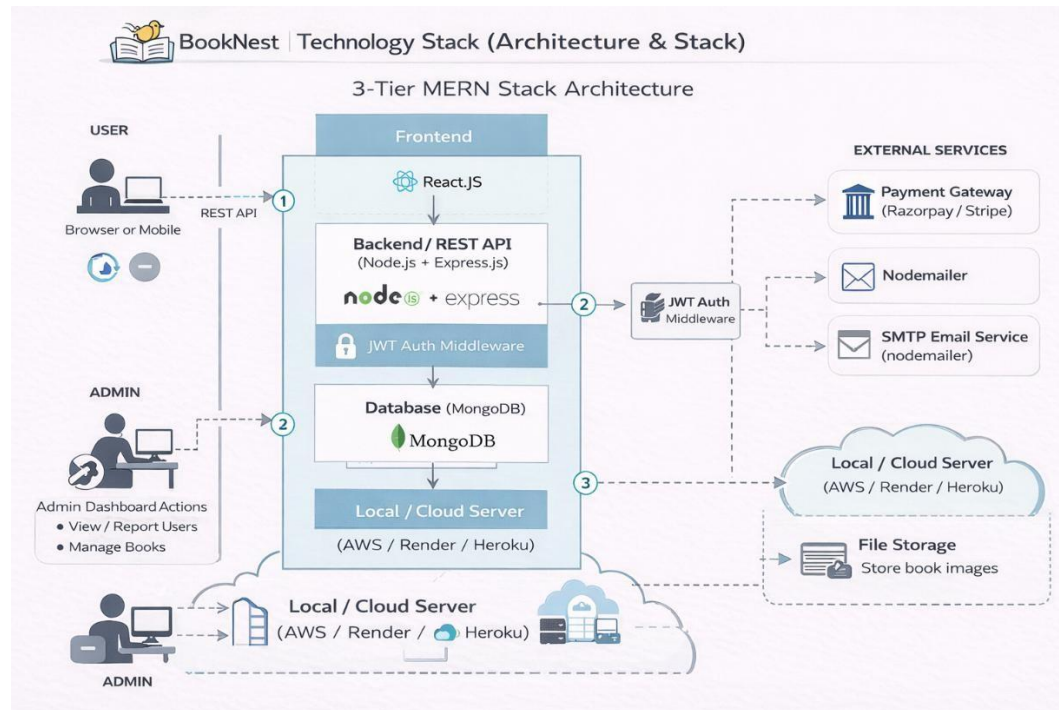 BookNest | Technology Stack (Architecture & Stack)
3-Tier MERN Stack Architecture
USER
Browser or Mobile
REST API
1
Frontend
React.JS
Backend / REST API
(Node.js + Express.js)
node JS + express
JWT Auth Middleware
Database (MongoDB)
MongoDB
Local / Cloud Server
(AWS / Render / Heroku)
2
JWT Auth
Middleware
EXTERNAL SERVICES
Payment Gateway
(Razorpay / Stripe)
Nodemailer
SMTP Email Service
(nodemailer)
ADMIN
2
Admin Dashboard Actions
• View / Report Users
• Manage Books
3
Local / Cloud Server
(AWS / Render / Heroku)
File Storage
Store book images
Local / Cloud Server
(AWS / Render / Heroku)
ADMIN